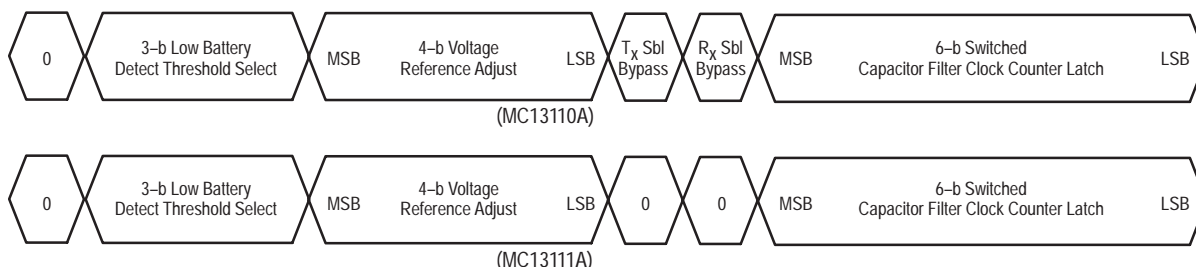 0
3–b Low Battery
Detect Threshold Select
MSB
4–b Voltage
Reference Adjust
LSB
Tx Sbl
Bypass
Rx Sbl
Bypass
MSB
6–b Switched
Capacitor Filter Clock Counter Latch
LSB
(MC13110A)
0
3–b Low Battery
Detect Threshold Select
MSB
4–b Voltage
Reference Adjust
LSB
0
0
MSB
6–b Switched
Capacitor Filter Clock Counter Latch
LSB
(MC13111A)